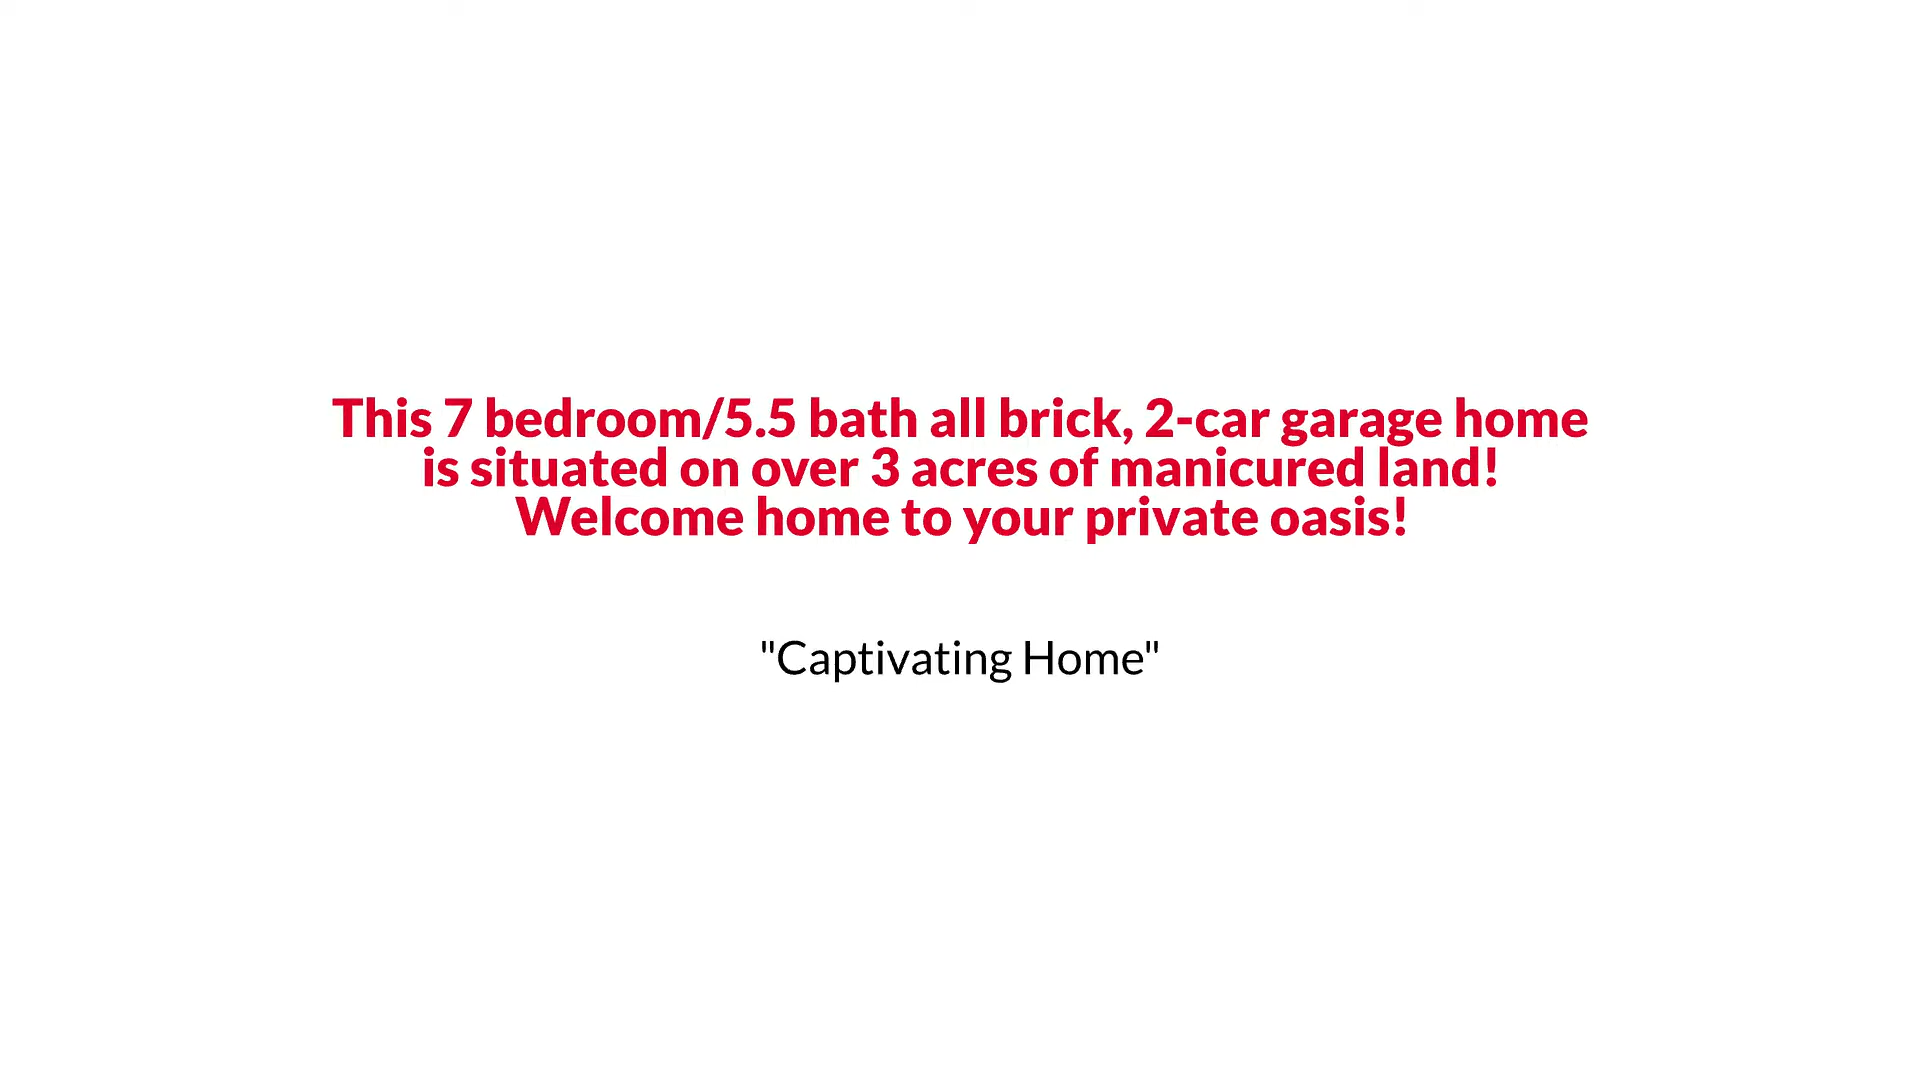 This 7 bedroom/5.5 bath all brick, 2-car garage home
is situated on over 3 acres of manicured land!
Welcome home to your private oasis!
"Captivating Home"